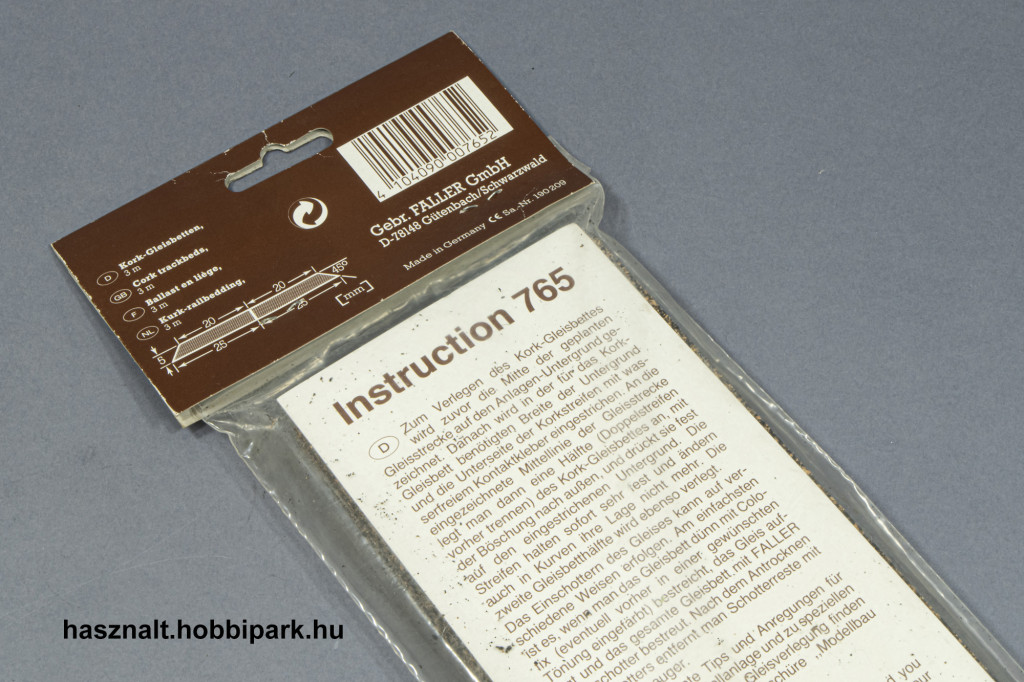 4 104090 007652
Gebr. FALLER GmbH
D-78148 Gütenbach/Schwarzwald
Made in Germany CE Sa.-Nr. 190 209
D Kork-Gleisbetten,
3 m
GB Cork trackbeds,
3 m
F Ballast en liège,
3 m
NL Kurk-railbedding,
3 m
20 20 45°
5 25 25 [mm]
Instruction 765
D Zum Verlegen des Kork-Gleisbettes
wird zuvor die Mitte der geplanten
Gleisstrecke auf den Anlagen-Untergrund ge-
zeichnet. Danach wird in der für das Kork-
Gleisbett benötigten Breite der Untergrund
und die Unterseite der Korkstreifen mit was-
serfreiem Kontaktkleber eingestrichen. An die
eingezeichnete Mittellinie der Gleisstrecke
legt man dann eine Hälfte (Doppelstreifen
vorher trennen) des Kork-Gleisbettes an, mit
der Böschung nach außen, und drückt sie fest
auf den eingestrichenen Untergrund. Die
Streifen halten sofort sehr fest und ändern
auch in Kurven ihre Lage nicht mehr. Die
zweite Gleisbetthälfte wird ebenso verlegt.
Das Einschottern des Gleises kann auf ver-
schiedene Weisen erfolgen. Am einfachsten
ist es, wenn man das Gleisbett dünn mit Colo-
fix (eventuell vorher in einer gewünschten
Tönung eingefärbt) bestreicht, das Gleis auf-
und das gesamte Gleisbett mit FALLER
bestreut. Nach dem Antrocknen
entfernt man Schotterreste mit
Tips und Anregungen für
und zu speziellen
Gleisverlegung finden
„Modellbau
you
hasznalt.hobbipark.hu